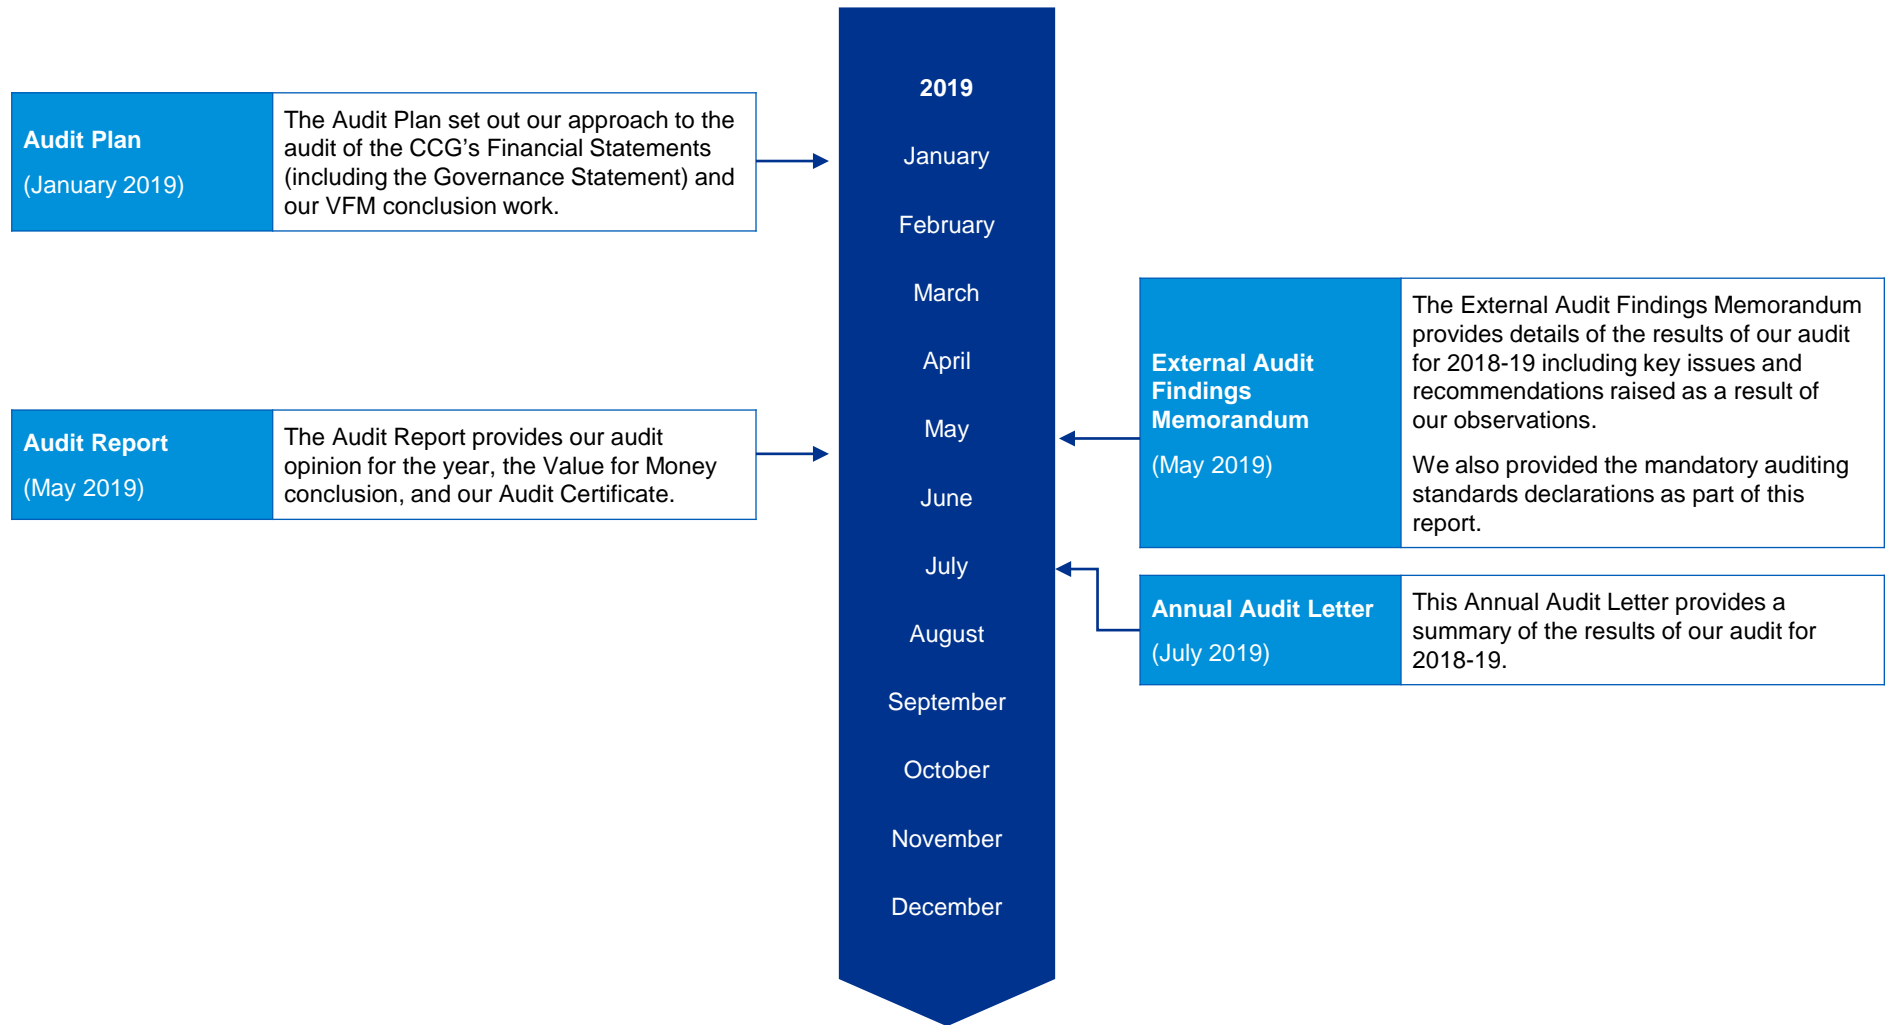 Audit Plan
(January 2019)
The Audit Plan set out our approach to the
audit of the CCG's Financial Statements
(including the Governance Statement) and
our VFM conclusion work.
Audit Report
(May 2019)
The Audit Report provides our audit
opinion for the year, the Value for Money
conclusion, and our Audit Certificate.
2019
January
February
March
April
May
June
July
August
September
October
November
December
External Audit
Findings
Memorandum
(May 2019)
The External Audit Findings Memorandum
provides details of the results of our audit
for 2018-19 including key issues and
recommendations raised as a result of
our observations.
We also provided the mandatory auditing
standards declarations as part of this
report.
Annual Audit Letter
(July 2019)
This Annual Audit Letter provides a
summary of the results of our audit for
2018-19.